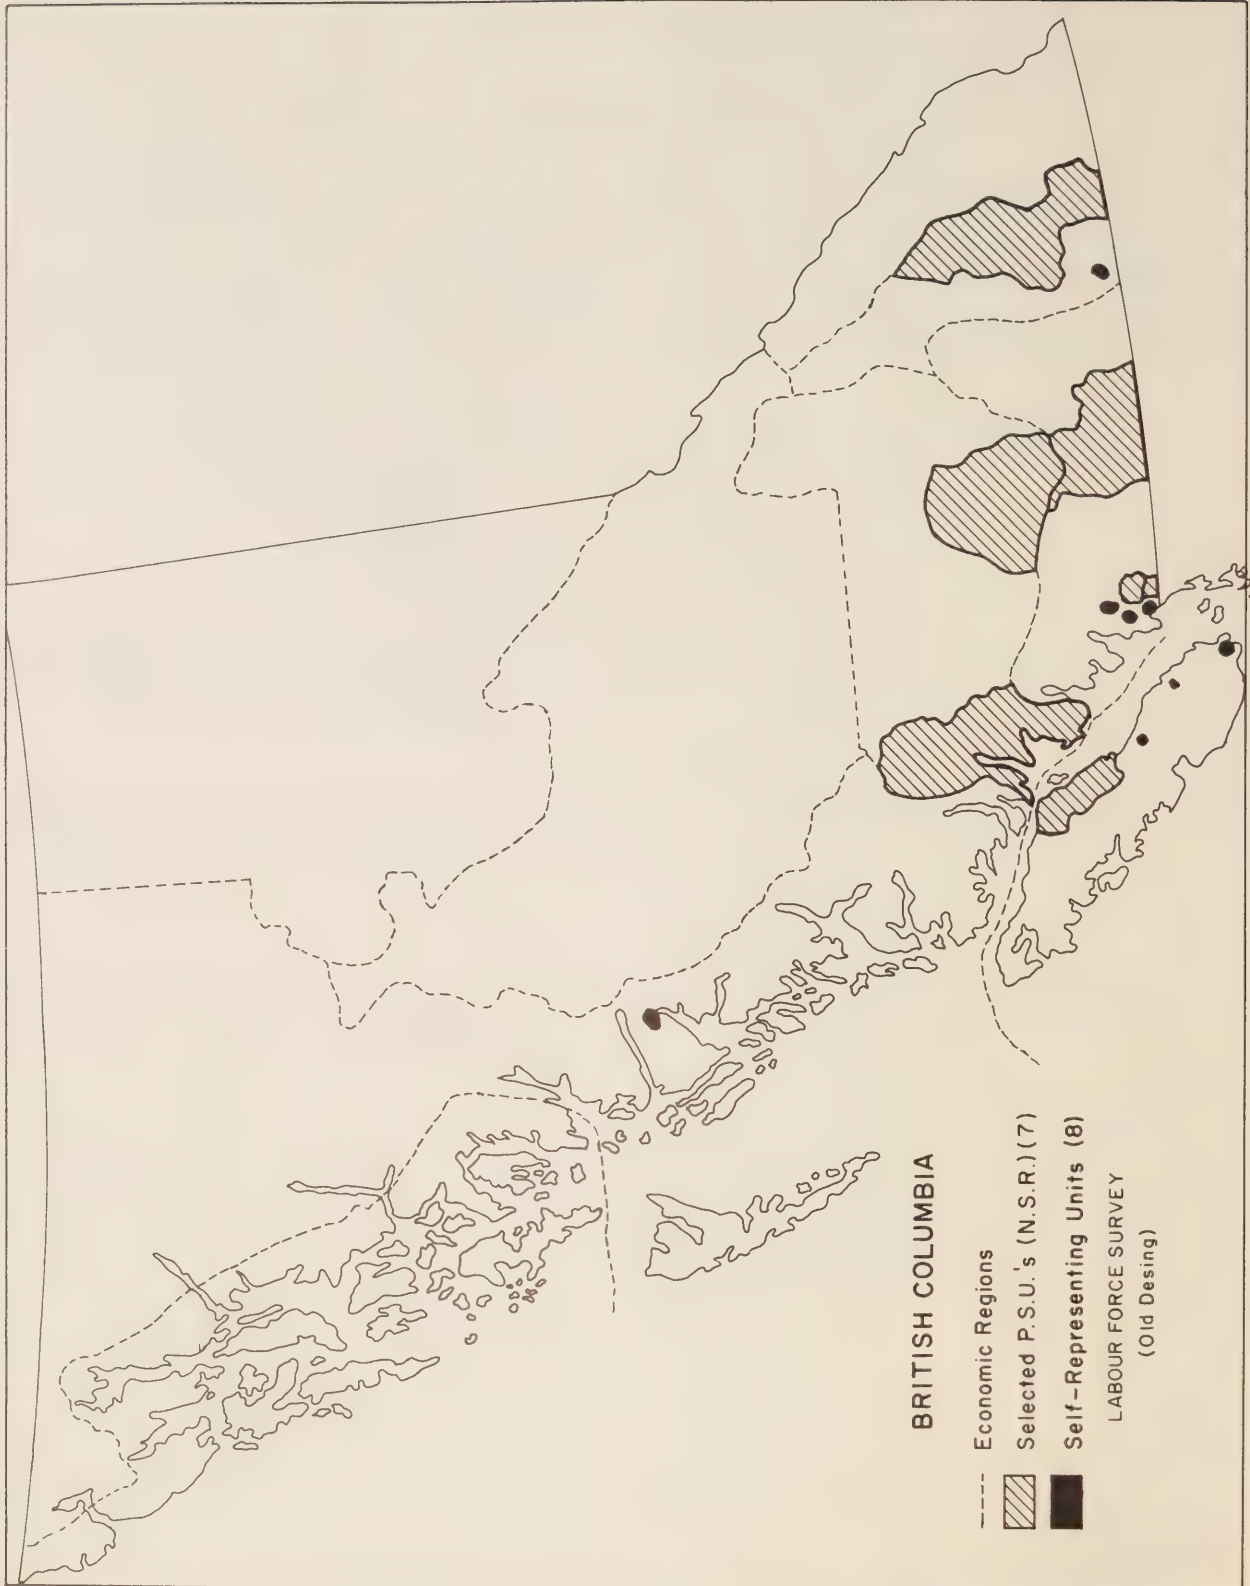 BRITISH COLUMBIA
Economic Regions
Selected P.S.U.'s (N.S.R.) (7)
Self-Representing Units (8)
LABOUR FORCE SURVEY
(Old Desing)